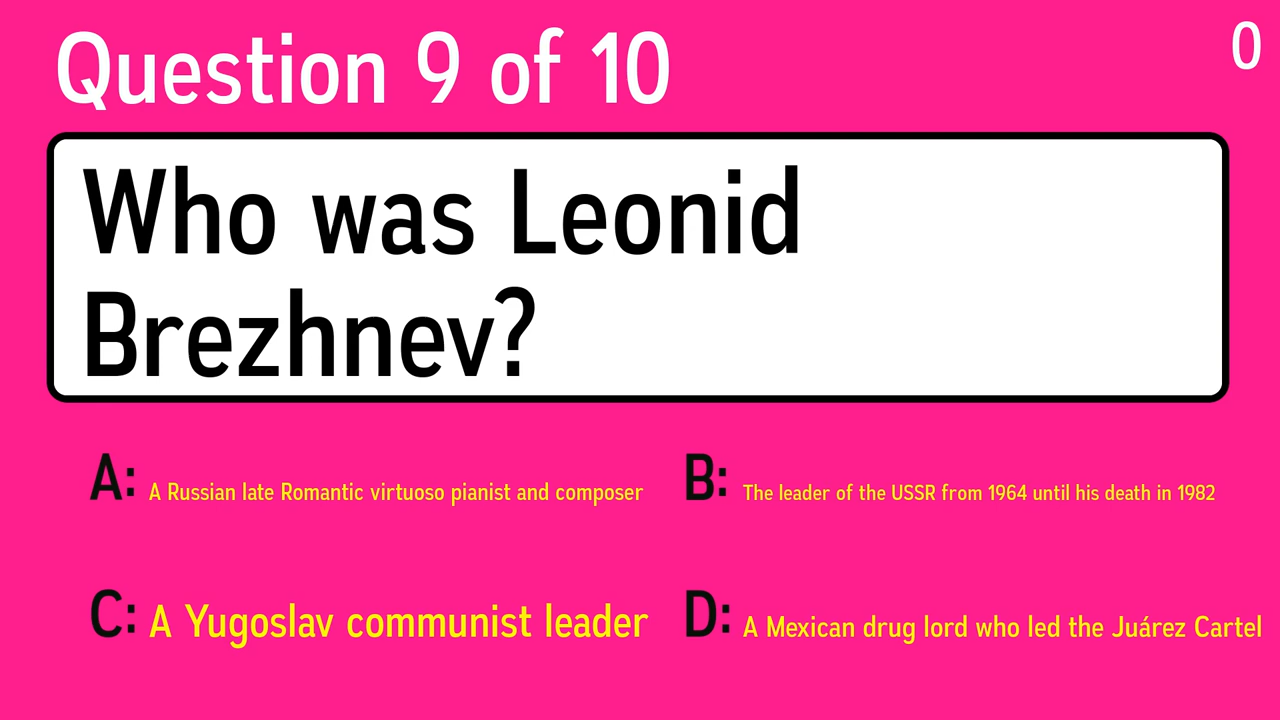 Question 9 of 10
0
Who was Leonid
Brezhnev?
A: A Russian late Romantic virtuoso pianist and composer
B: The leader of the USSR from 1964 until his death in 1982
C: A Yugoslav communist leader
D: A Mexican drug lord who led the Juárez Cartel